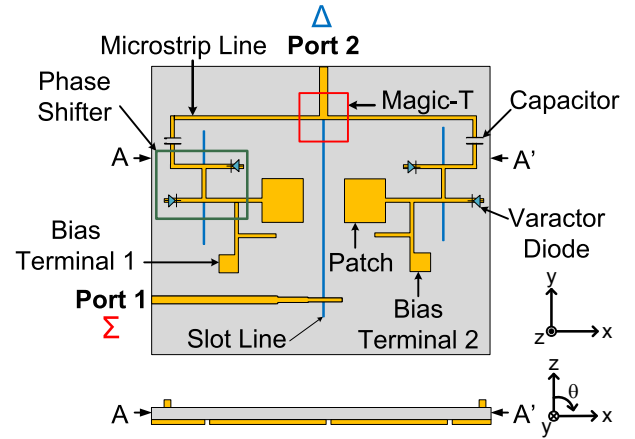 Δ
Microstrip Line Port 2
Phase Shifter
Magic-T
Capacitor
A A'
Varactor Diode
Bias Terminal 1
Patch
Bias Terminal 2
Port 1
Σ
Slot Line
y
z x
A A'
z
θ
y x